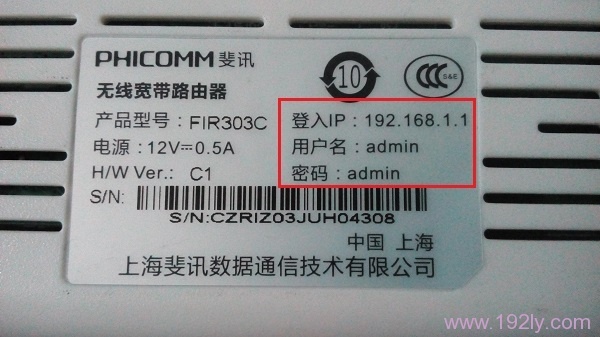 PHICOMM 斐讯
10
CCC S&E
无线宽带路由器
产品型号：FIR303C
登入IP：192.168.1.1
电源：12V⎓0.5A
用户名：admin
H/W Ver.： C1
密码：admin
S/N:
S/N:CZRIZ03JUH04308
中国 上海
上海斐讯数据通信技术有限公司
www.192ly.com